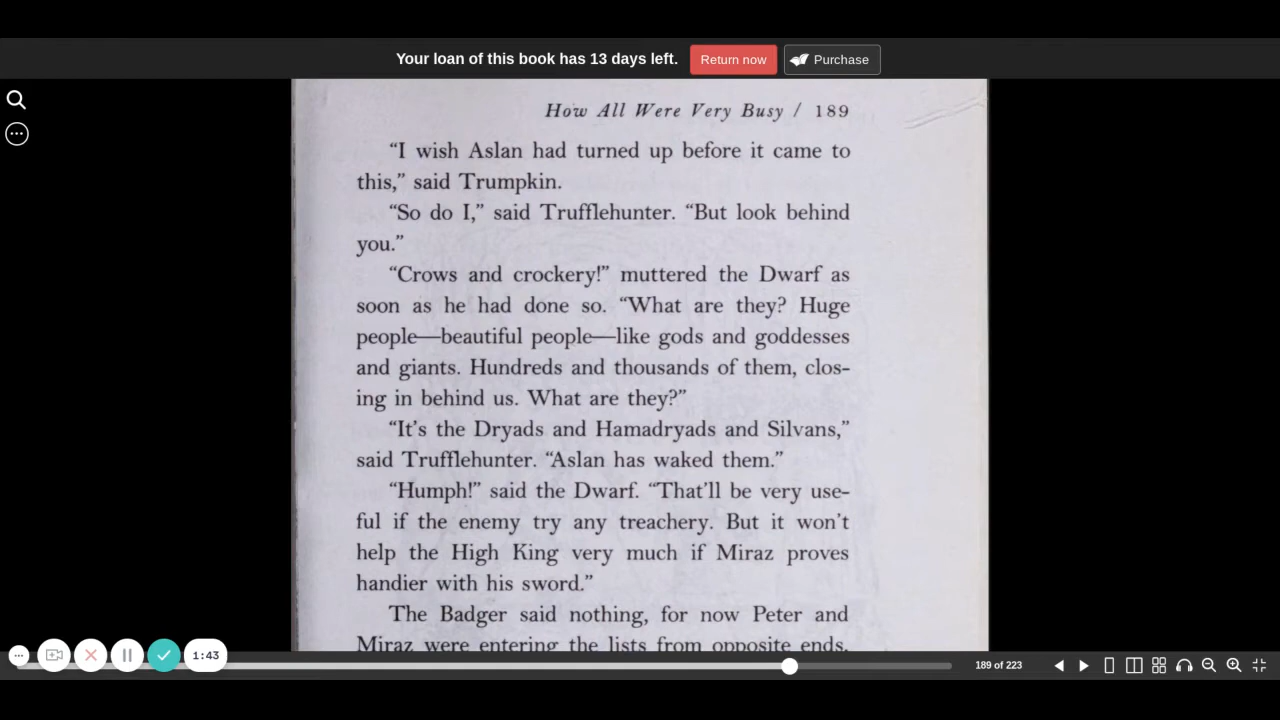 Your loan of this book has 13 days left. Return now Purchase
How All Were Very Busy / 189
“I wish Aslan had turned up before it came to
this,” said Trumpkin.
“So do I,” said Trufflehunter. “But look behind
you.”
“Crows and crockery!” muttered the Dwarf as
soon as he had done so. “What are they? Huge
people—beautiful people—like gods and goddesses
and giants. Hundreds and thousands of them, clos-
ing in behind us. What are they?”
“It’s the Dryads and Hamadryads and Silvans,”
said Trufflehunter. “Aslan has waked them.”
“Humph!” said the Dwarf. “That’ll be very use-
ful if the enemy try any treachery. But it won’t
help the High King very much if Miraz proves
handier with his sword.”
The Badger said nothing, for now Peter and
Miraz were entering the lists from opposite ends,
1:43
189 of 223